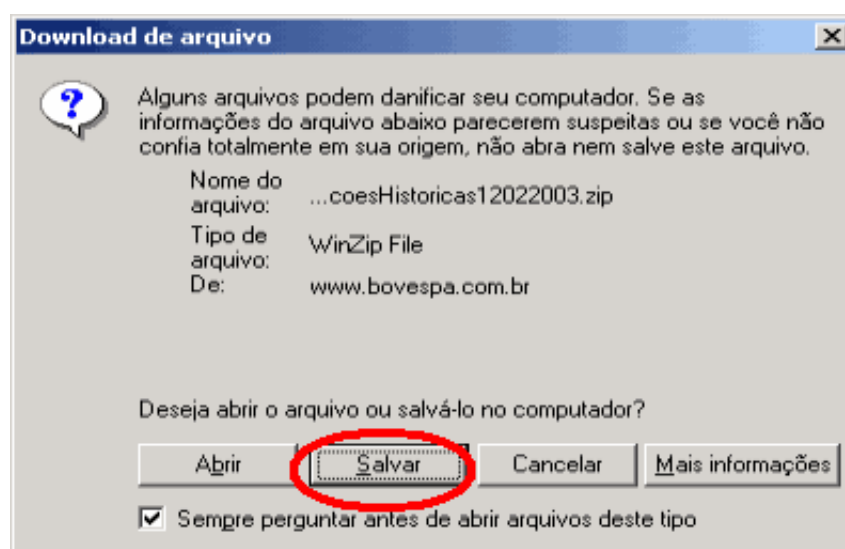 Download de arquivo
Alguns arquivos podem danificar seu computador. Se as
informações do arquivo abaixo parecerem suspeitas ou se você não
confia totalmente em sua origem, não abra nem salve este arquivo.
Nome do
arquivo:
...coesHistoricas12022003.zip
Tipo de
arquivo:
WinZip File
De:
www.bovespa.com.br
Deseja abrir o arquivo ou salvá-lo no computador?
Abrir Salvar Cancelar Mais informações
Sempre perguntar antes de abrir arquivos deste tipo